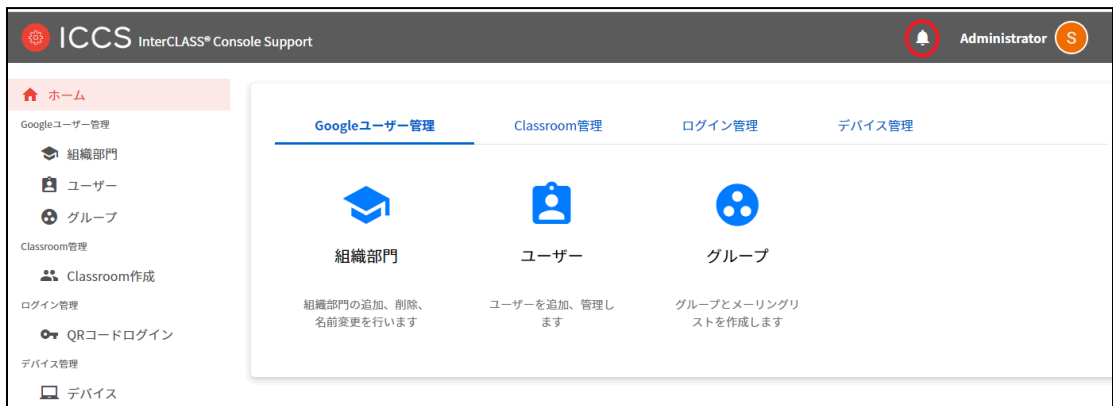 ICCS InterCLASS® Console Support
Administrator S
ホーム
Googleユーザー管理
組織部門
ユーザー
グループ
Classroom管理
Classroom作成
ログイン管理
QRコードログイン
デバイス管理
デバイス
Googleユーザー管理 Classroom管理 ログイン管理 デバイス管理
組織部門
組織部門の追加、削除、
名前変更を行います
ユーザー
ユーザーを追加、管理し
ます
グループ
グループとメーリングリ
ストを作成します